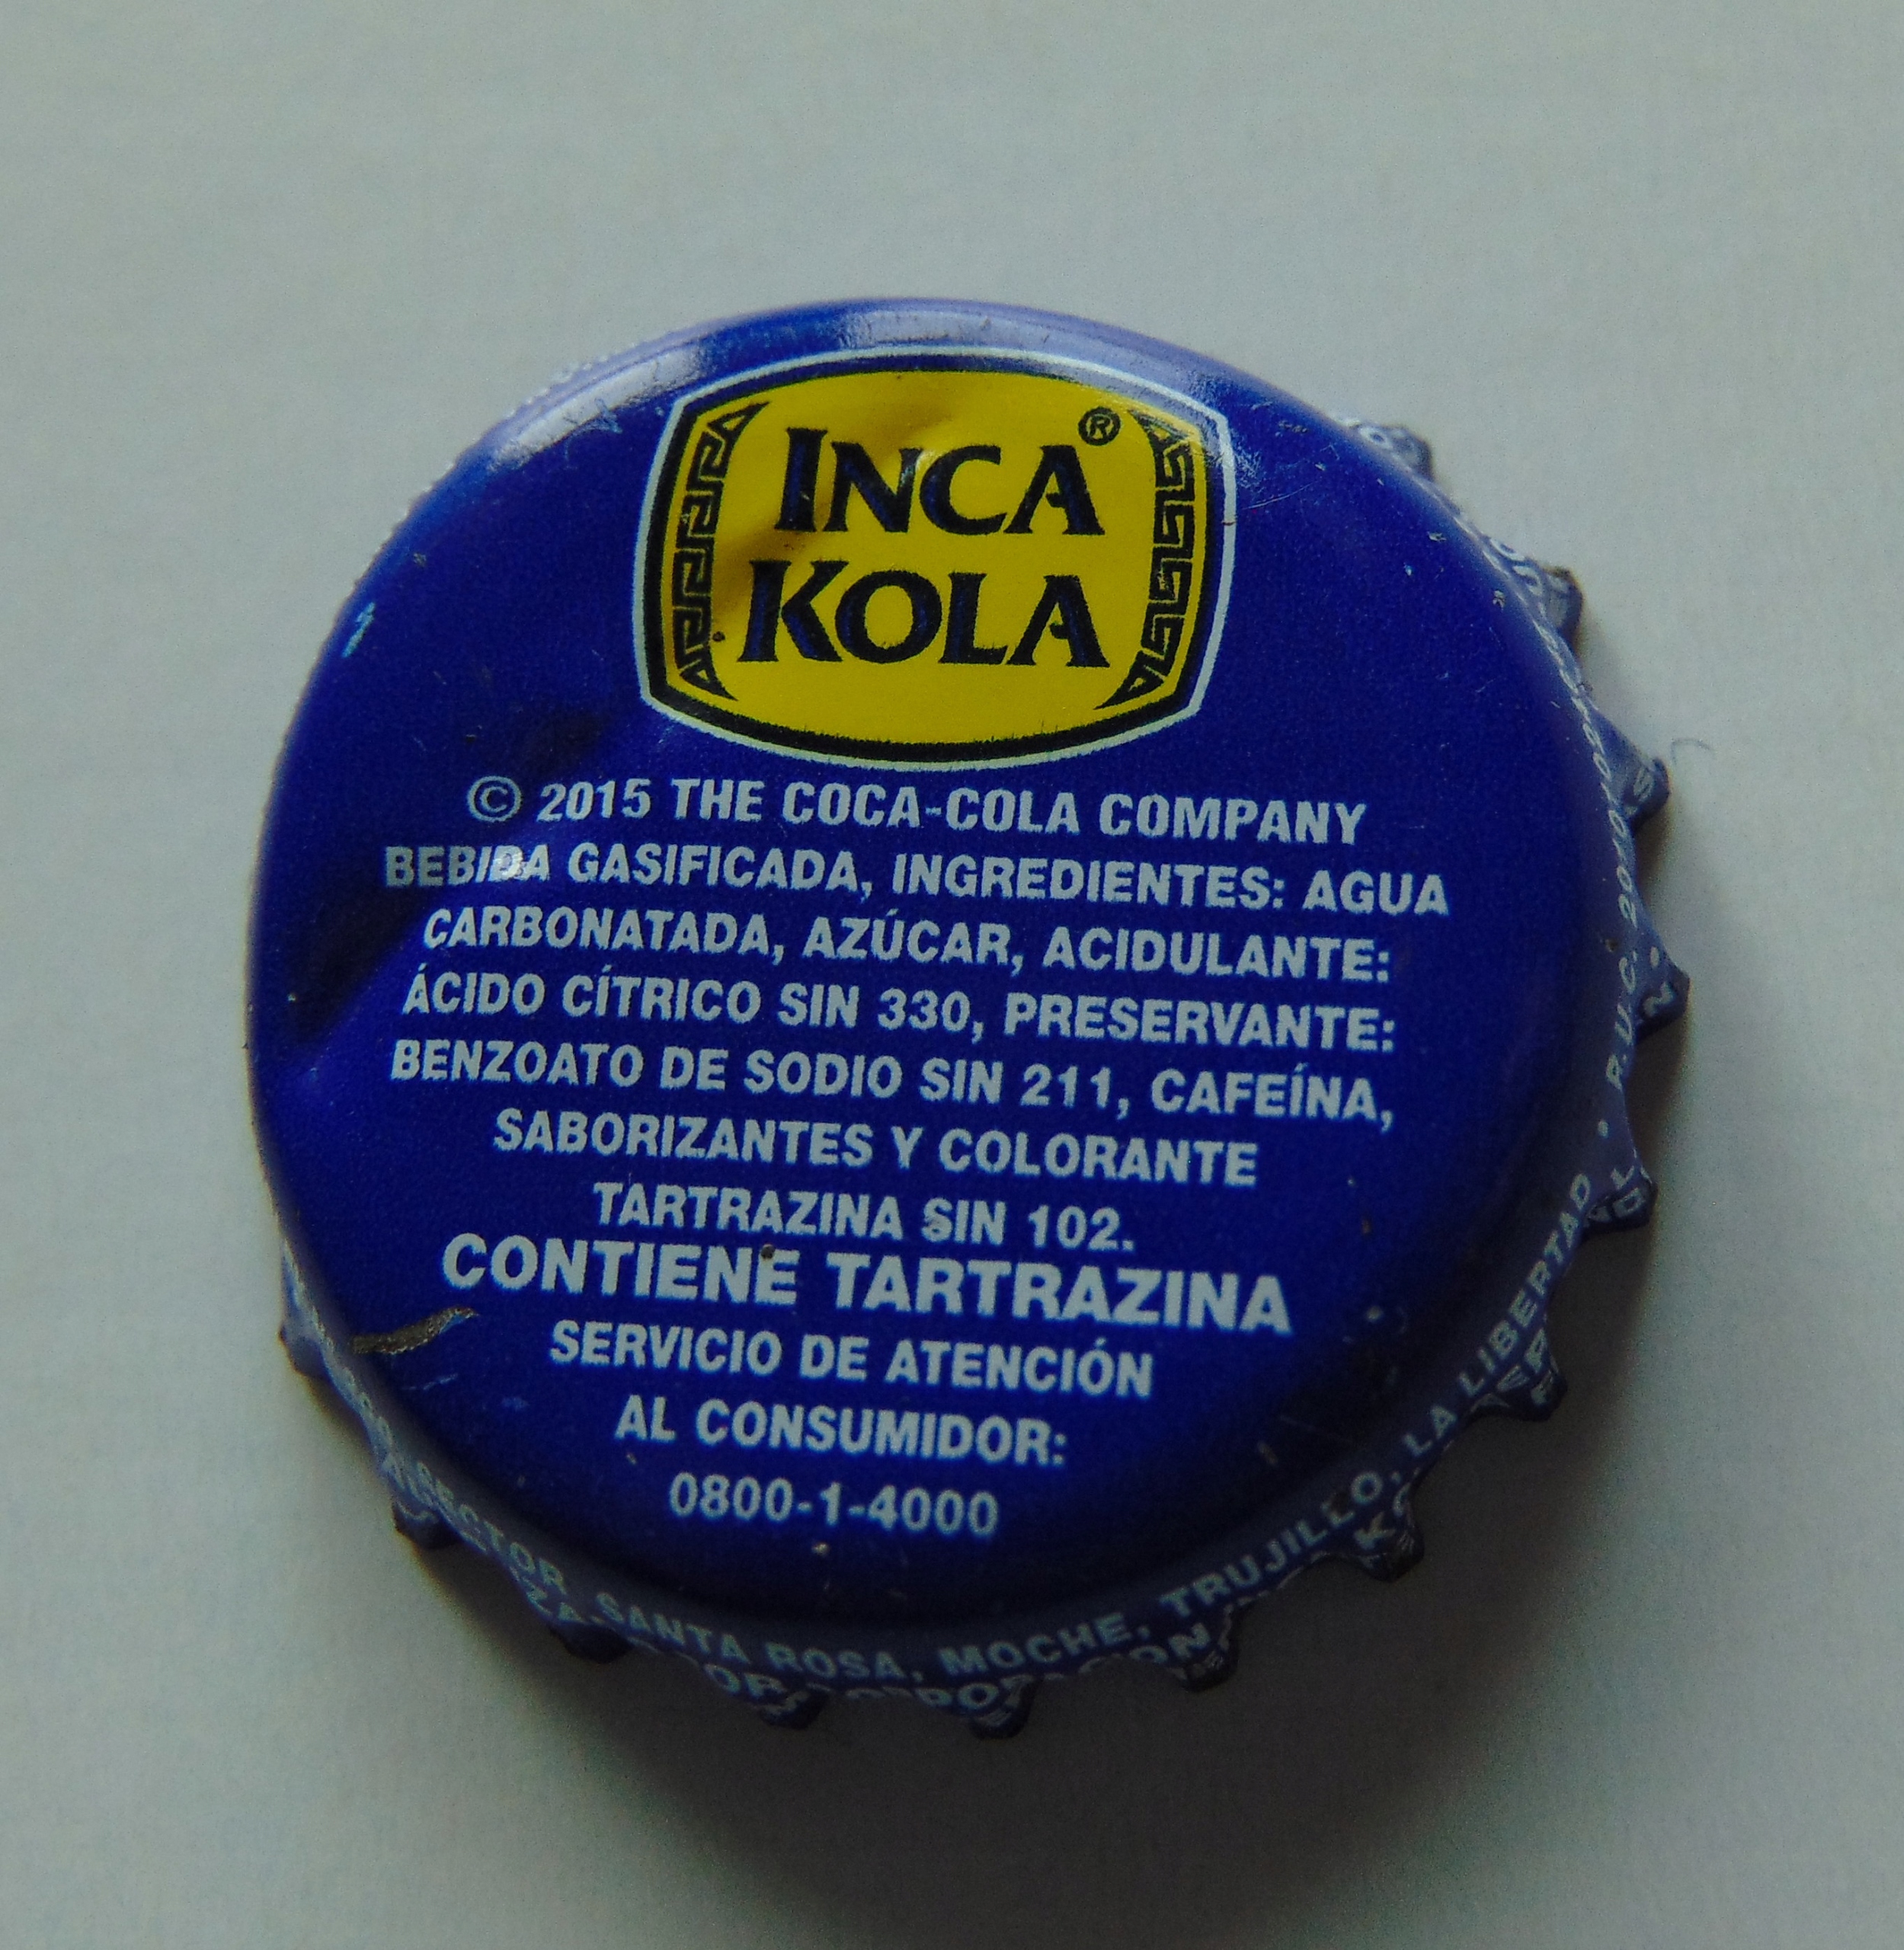 INCA
KOLA
®
© 2015 THE COCA-COLA COMPANY
BEBIDA GASIFICADA, INGREDIENTES: AGUA
CARBONATADA, AZÚCAR, ACIDULANTE:
ÁCIDO CÍTRICO SIN 330, PRESERVANTE:
BENZOATO DE SODIO SIN 211, CAFEÍNA,
SABORIZANTES Y COLORANTE
TARTRAZINA SIN 102.
CONTIENE TARTRAZINA
SERVICIO DE ATENCIÓN
AL CONSUMIDOR:
0800-1-4000
SECTOR SANTA ROSA, MOCHE, TRUJILLO, LA LIBERTAD • R.U.C.
CORPORACIÓN